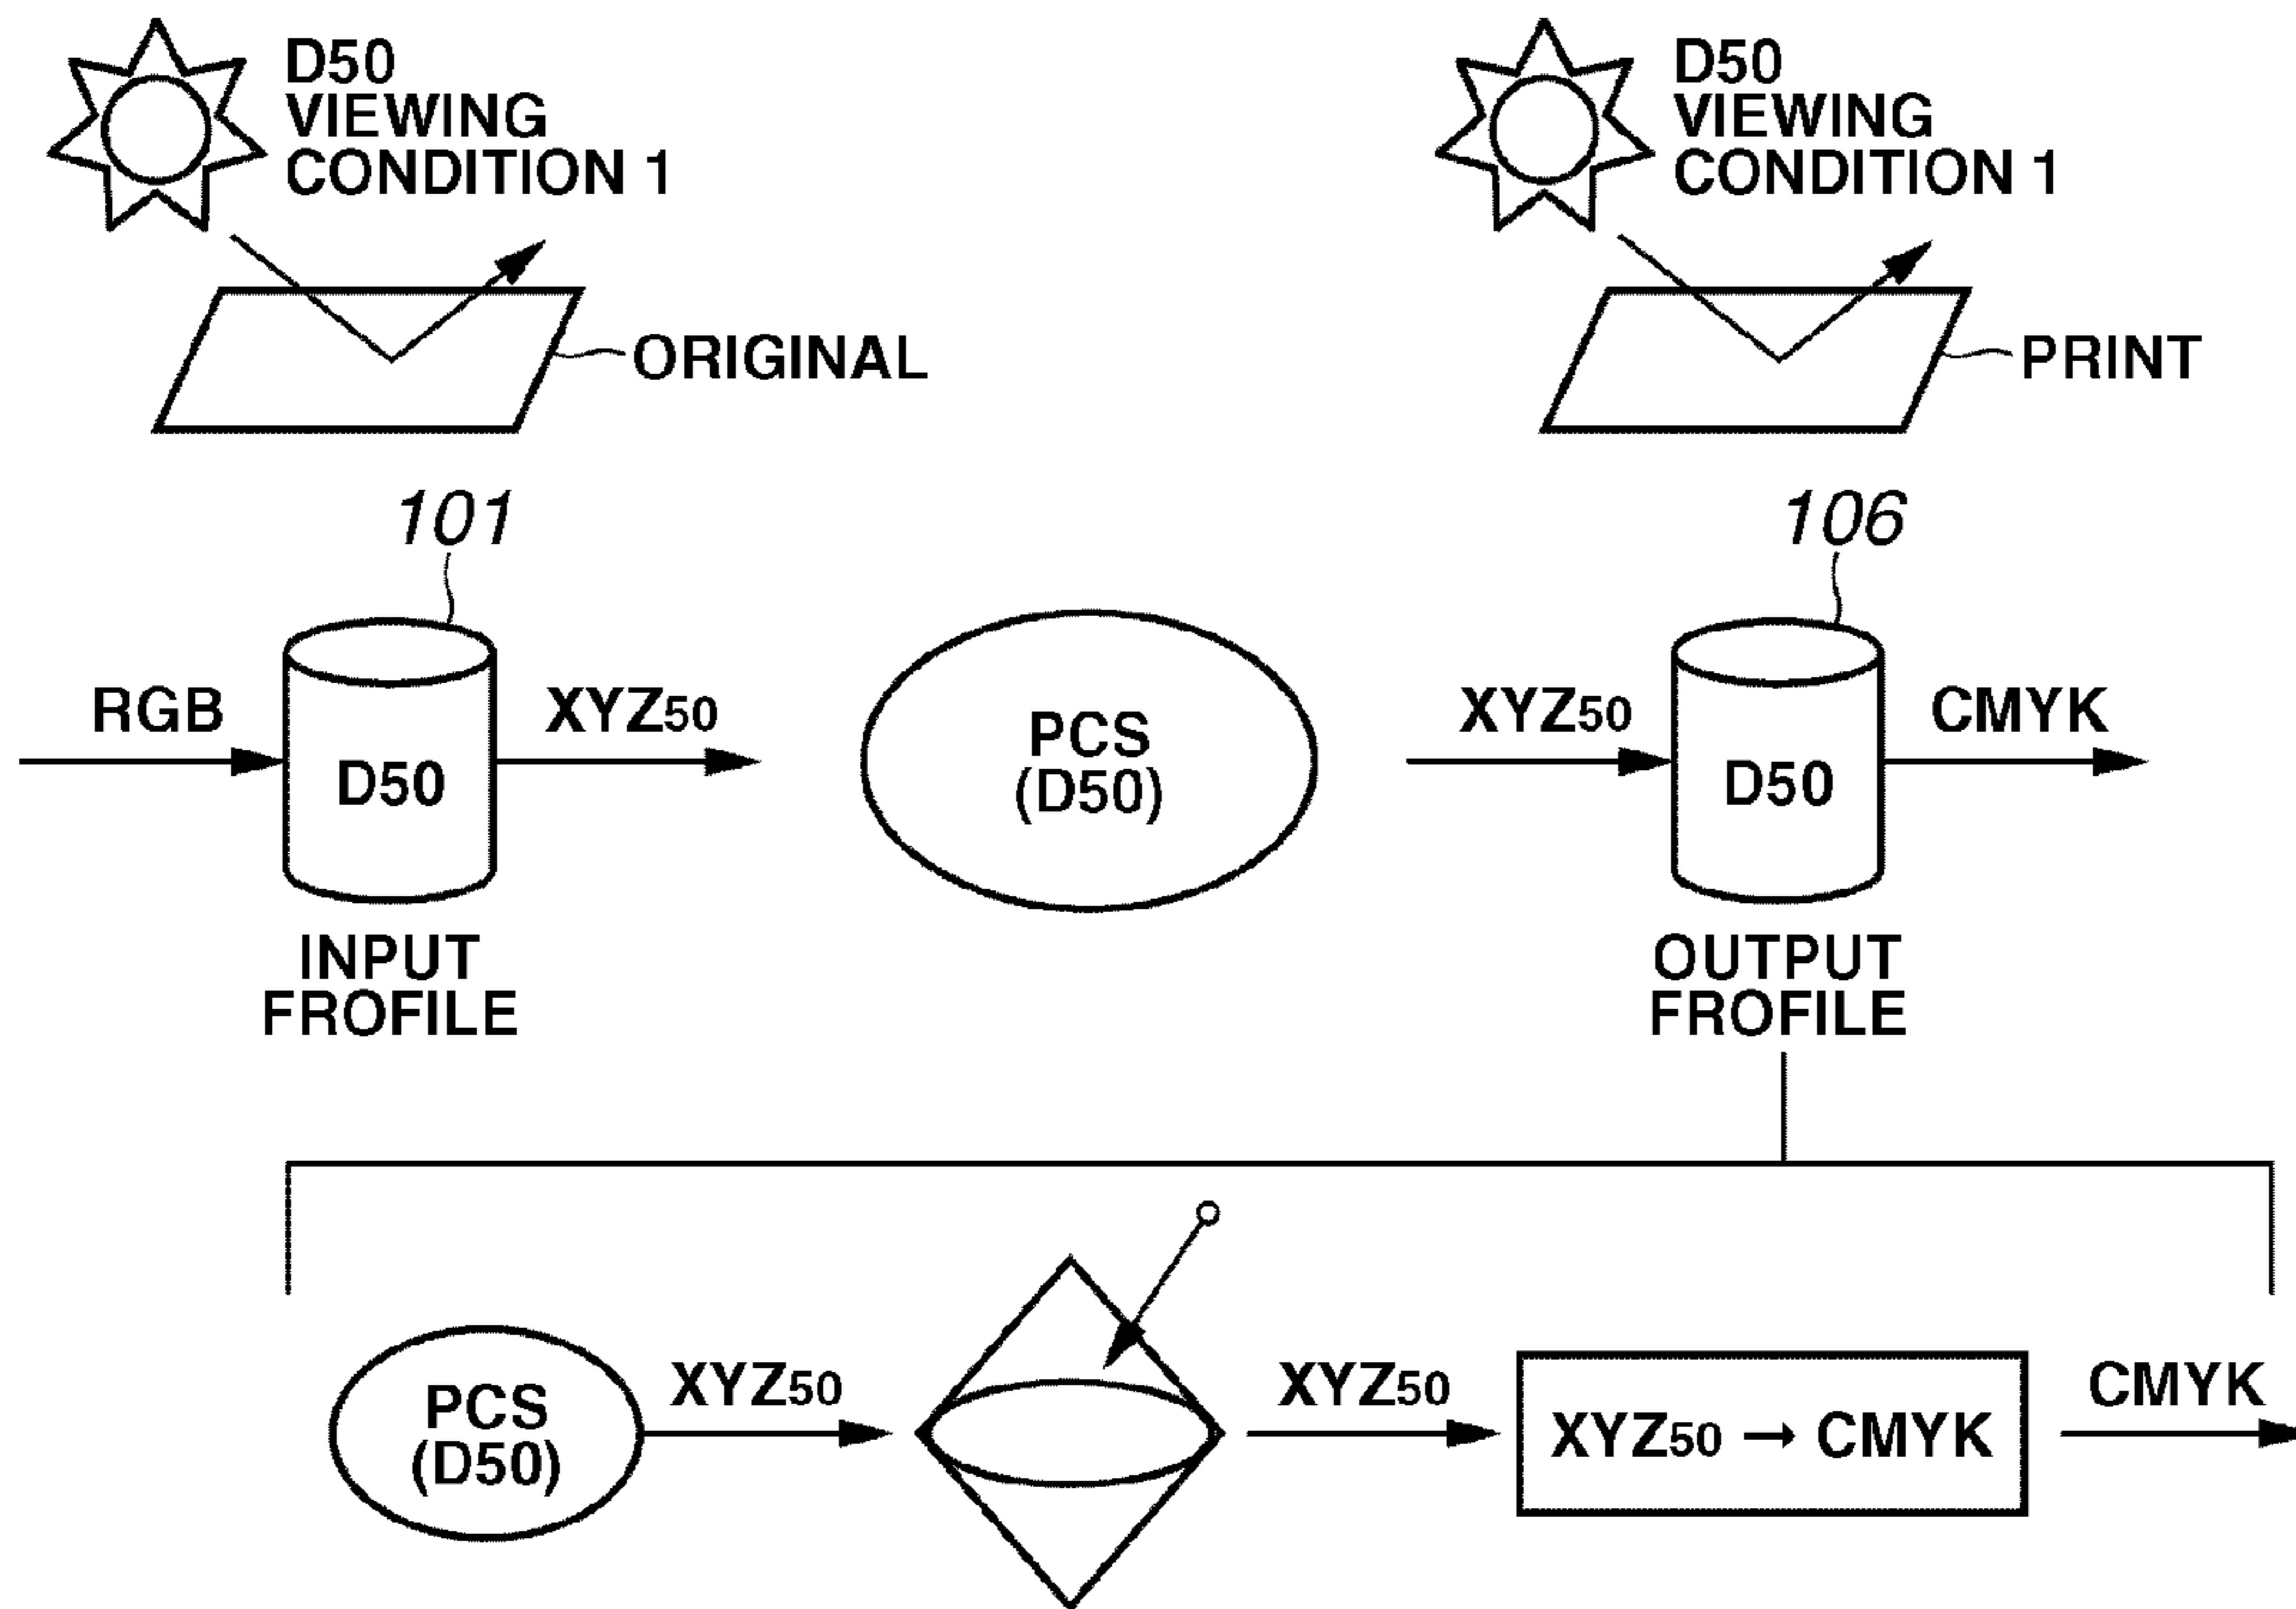 D50
VIEWING
CONDITION 1
D50
VIEWING
CONDITION 1
ORIGINAL
PRINT
101
106
RGB
D50
XYZ50
PCS
(D50)
XYZ50
D50
CMYK
INPUT
FROFILE
OUTPUT
FROFILE
PCS
(D50)
XYZ50
XYZ50
XYZ50 → CMYK
CMYK